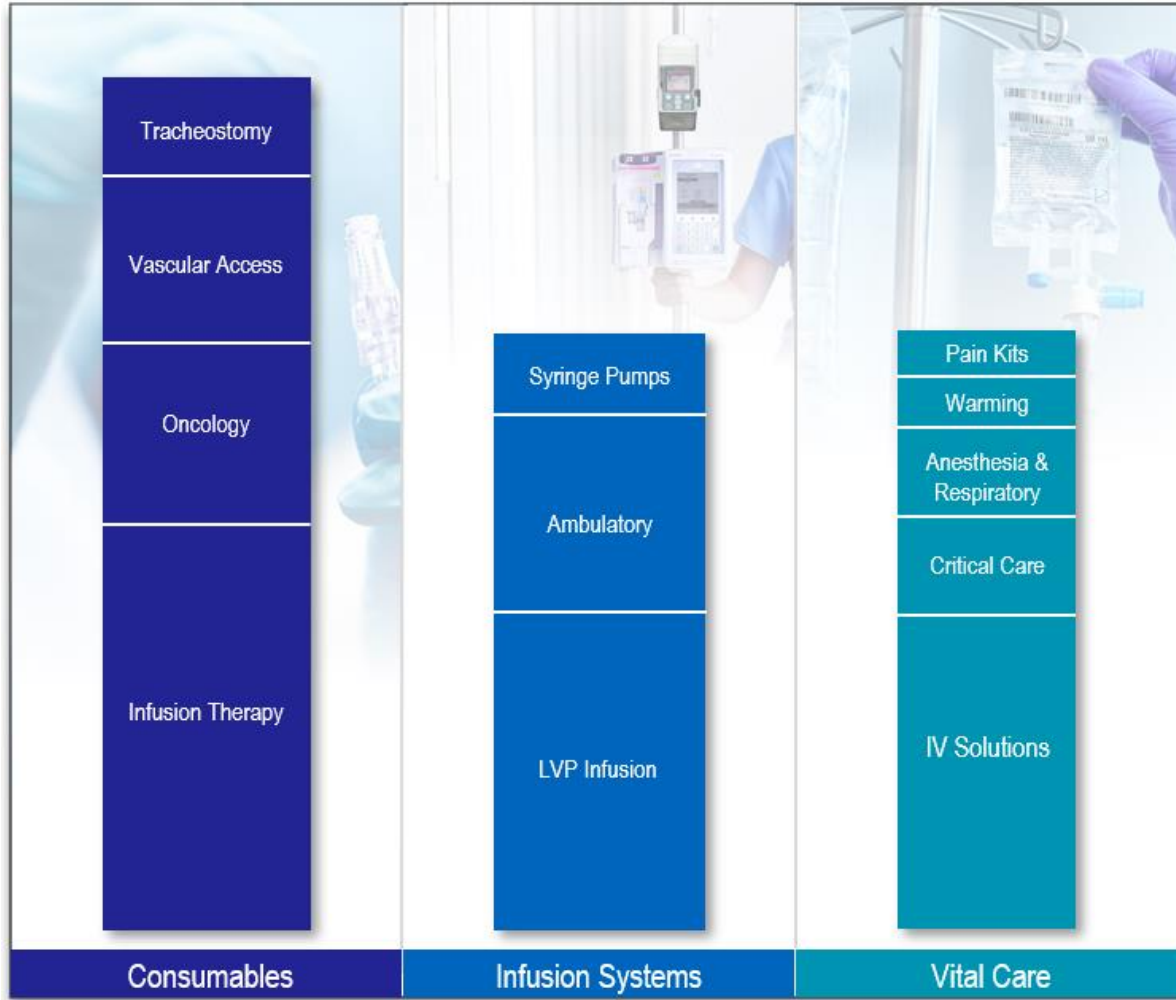 Tracheostomy
Vascular Access
Oncology
Infusion Therapy
Consumables
Syringe Pumps
Ambulatory
LVP Infusion
Infusion Systems
Pain Kits
Warming
Anesthesia &
Respiratory
Critical Care
IV Solutions
Vital Care